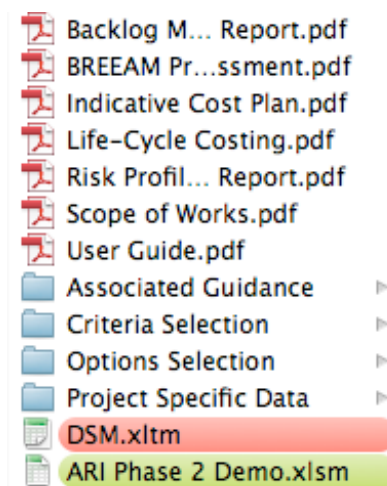 Backlog M... Report.pdf
BREEAM Pr...ssment.pdf
Indicative Cost Plan.pdf
Life-Cycle Costing.pdf
Risk Profil... Report.pdf
Scope of Works.pdf
User Guide.pdf
Associated Guidance
Criteria Selection
Options Selection
Project Specific Data
DSM.xltm
ARI Phase 2 Demo.xlsm